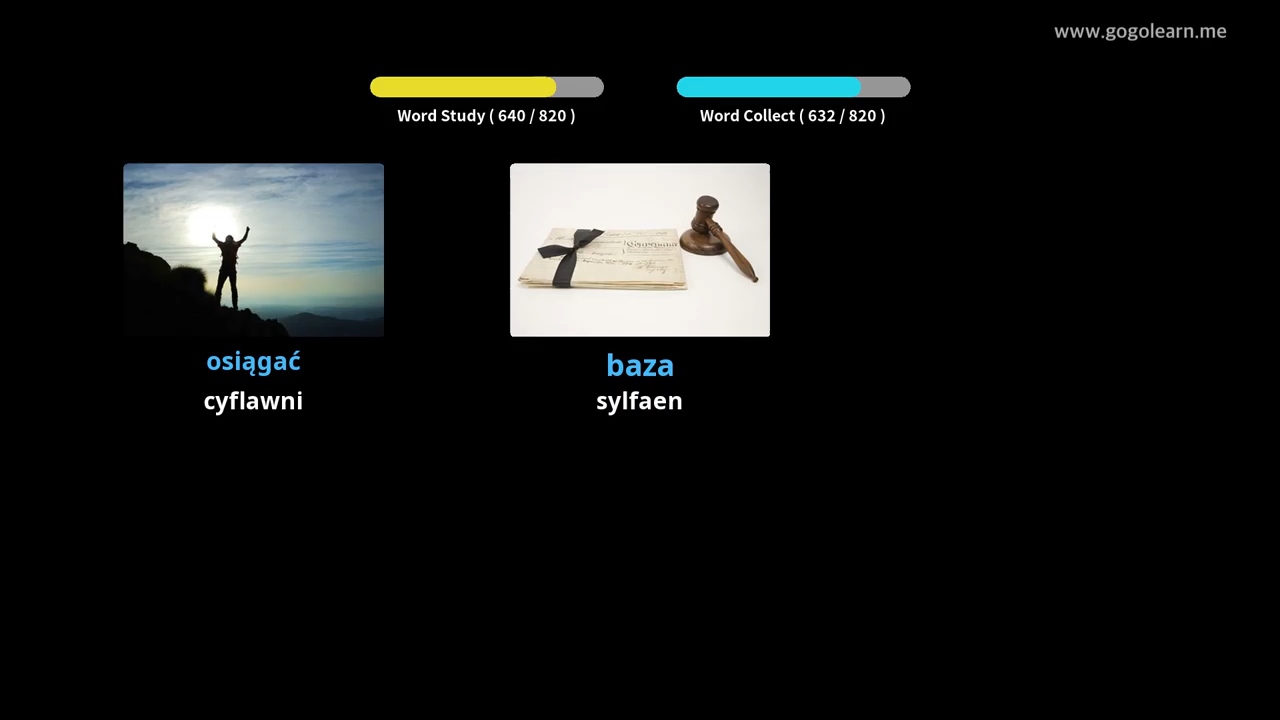 www.gogolearn.me
Word Study ( 640 / 820 )
Word Collect ( 632 / 820 )
osiągać
cyflawni
baza
sylfaen